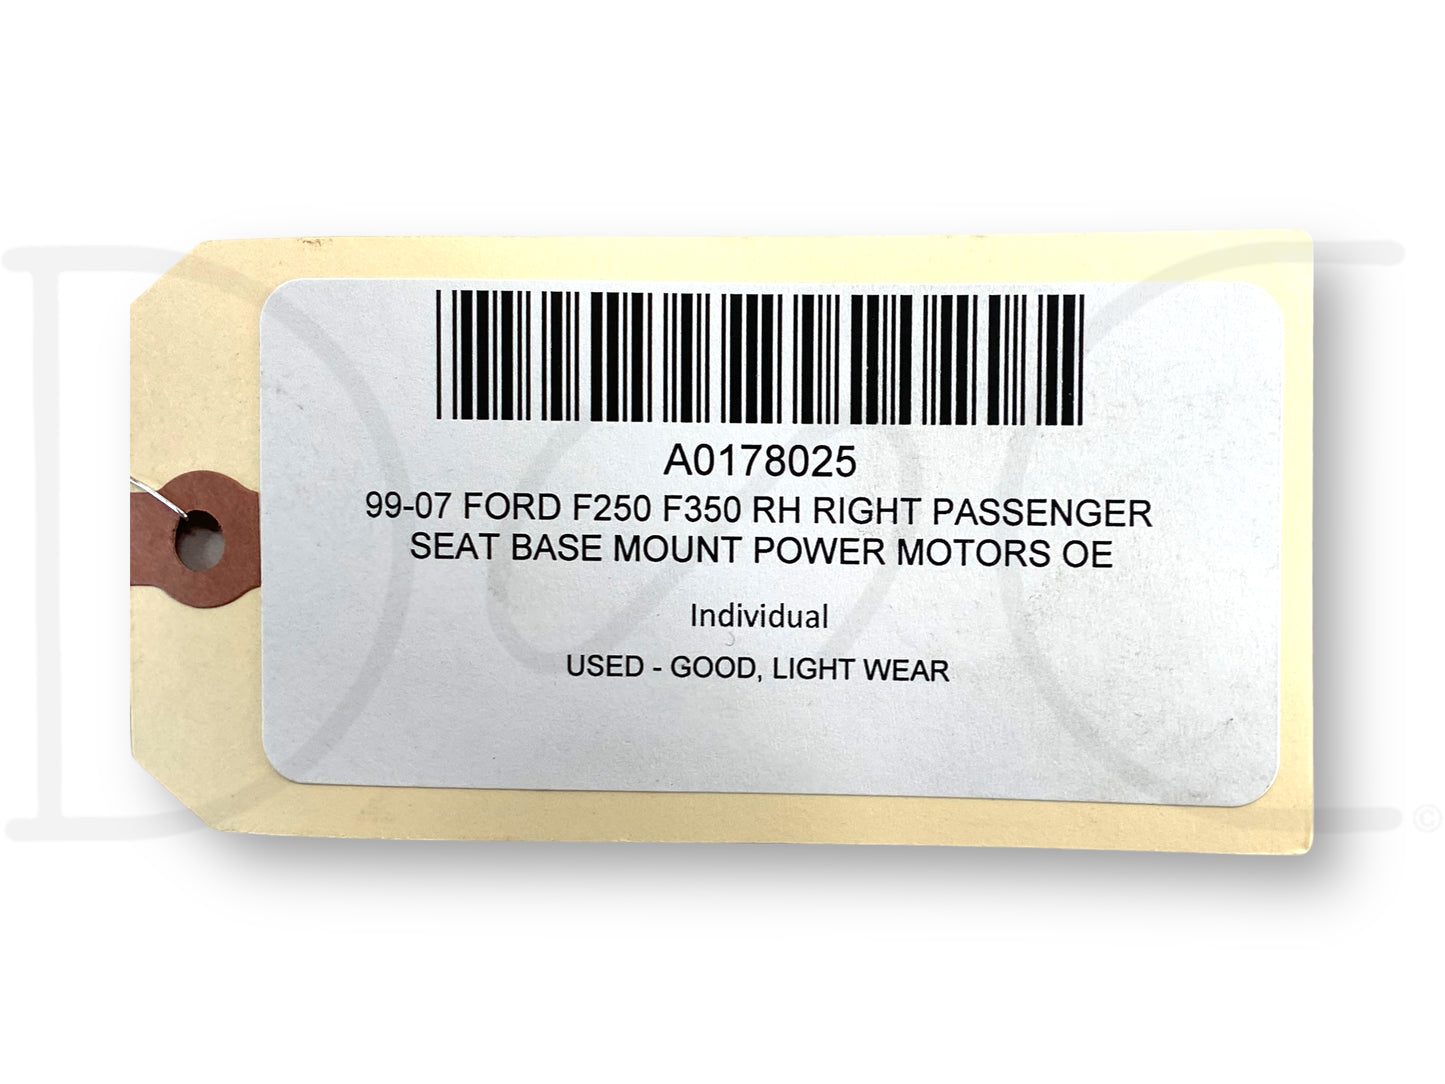 A0178025
99-07 FORD F250 F350 RH RIGHT PASSENGER
SEAT BASE MOUNT POWER MOTORS OE
Individual
USED - GOOD, LIGHT WEAR
©